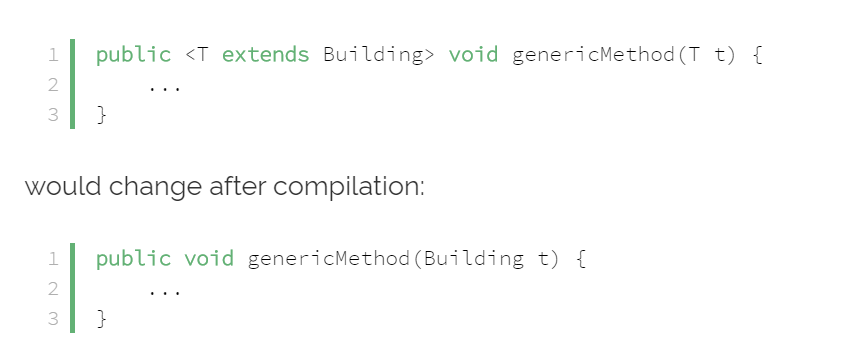 1 public <T extends Building> void genericMethod(T t) {
2     ...
3 }
would change after compilation:
1 public void genericMethod(Building t) {
2     ...
3 }